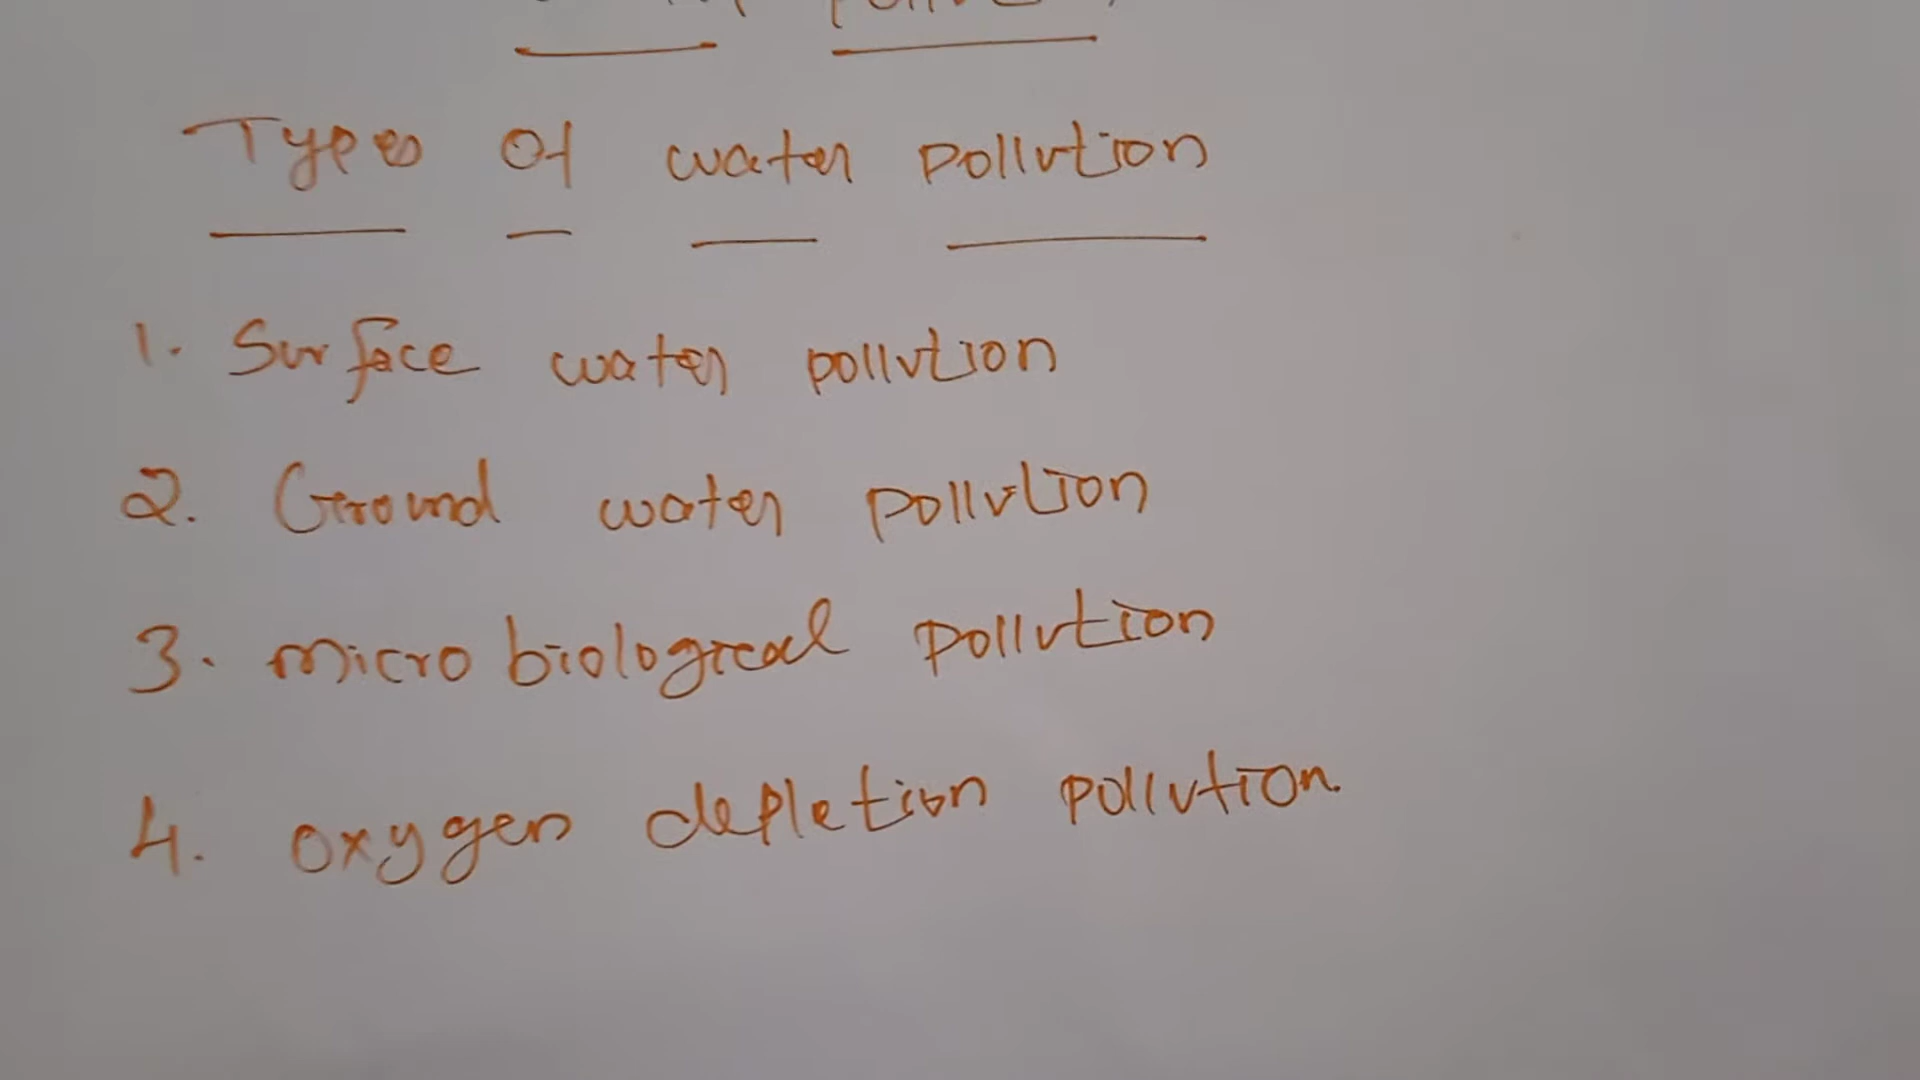 Types Of water pollution
1. Surface water pollution
2. Ground water pollution
3. micro biological pollution
4. oxygen depletion pollution.